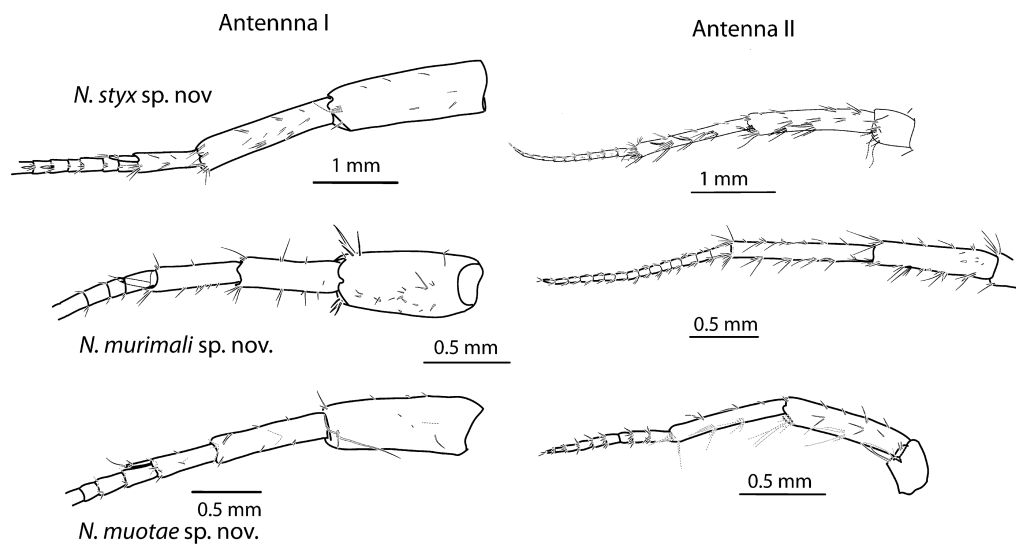 Antennna I
Antenna II
N. styx sp. nov
1 mm
1 mm
N. murimali sp. nov.
0.5 mm
0.5 mm
0.5 mm
0.5 mm
N. muotae sp. nov.